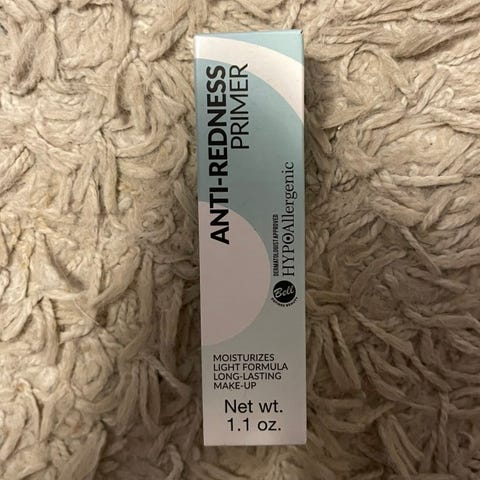 ANTI-REDNESS
PRIMER
DERMATOLOGIST APPROVED
HYPOAllergenic
Bell
MOISTURIZES
LIGHT FORMULA
LONG-LASTING
MAKE-UP
Net wt.
1.1 oz.